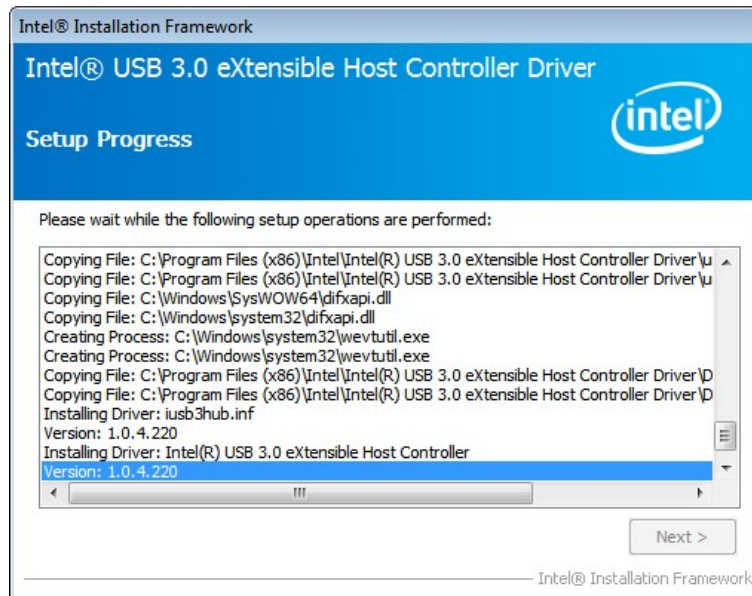 Intel® Installation Framework
Intel® USB 3.0 eXtensible Host Controller Driver
intel
Setup Progress
Please wait while the following setup operations are performed:
Copying File: C:\Program Files (x86)\Intel\Intel(R) USB 3.0 eXtensible Host Controller Driver\u
Copying File: C:\Program Files (x86)\Intel\Intel(R) USB 3.0 eXtensible Host Controller Driver\u
Copying File: C:\Windows\SysWOW64\difxapi.dll
Copying File: C:\Windows\system32\difxapi.dll
Creating Process: C:\Windows\system32\wevtutil.exe
Creating Process: C:\Windows\system32\wevtutil.exe
Copying File: C:\Program Files (x86)\Intel\Intel(R) USB 3.0 eXtensible Host Controller Driver\D
Copying File: C:\Program Files (x86)\Intel\Intel(R) USB 3.0 eXtensible Host Controller Driver\D
Installing Driver: iusb3hub.inf
Version: 1.0.4.220
Installing Driver: Intel(R) USB 3.0 eXtensible Host Controller
Version: 1.0.4.220
Next >
Intel® Installation Framework